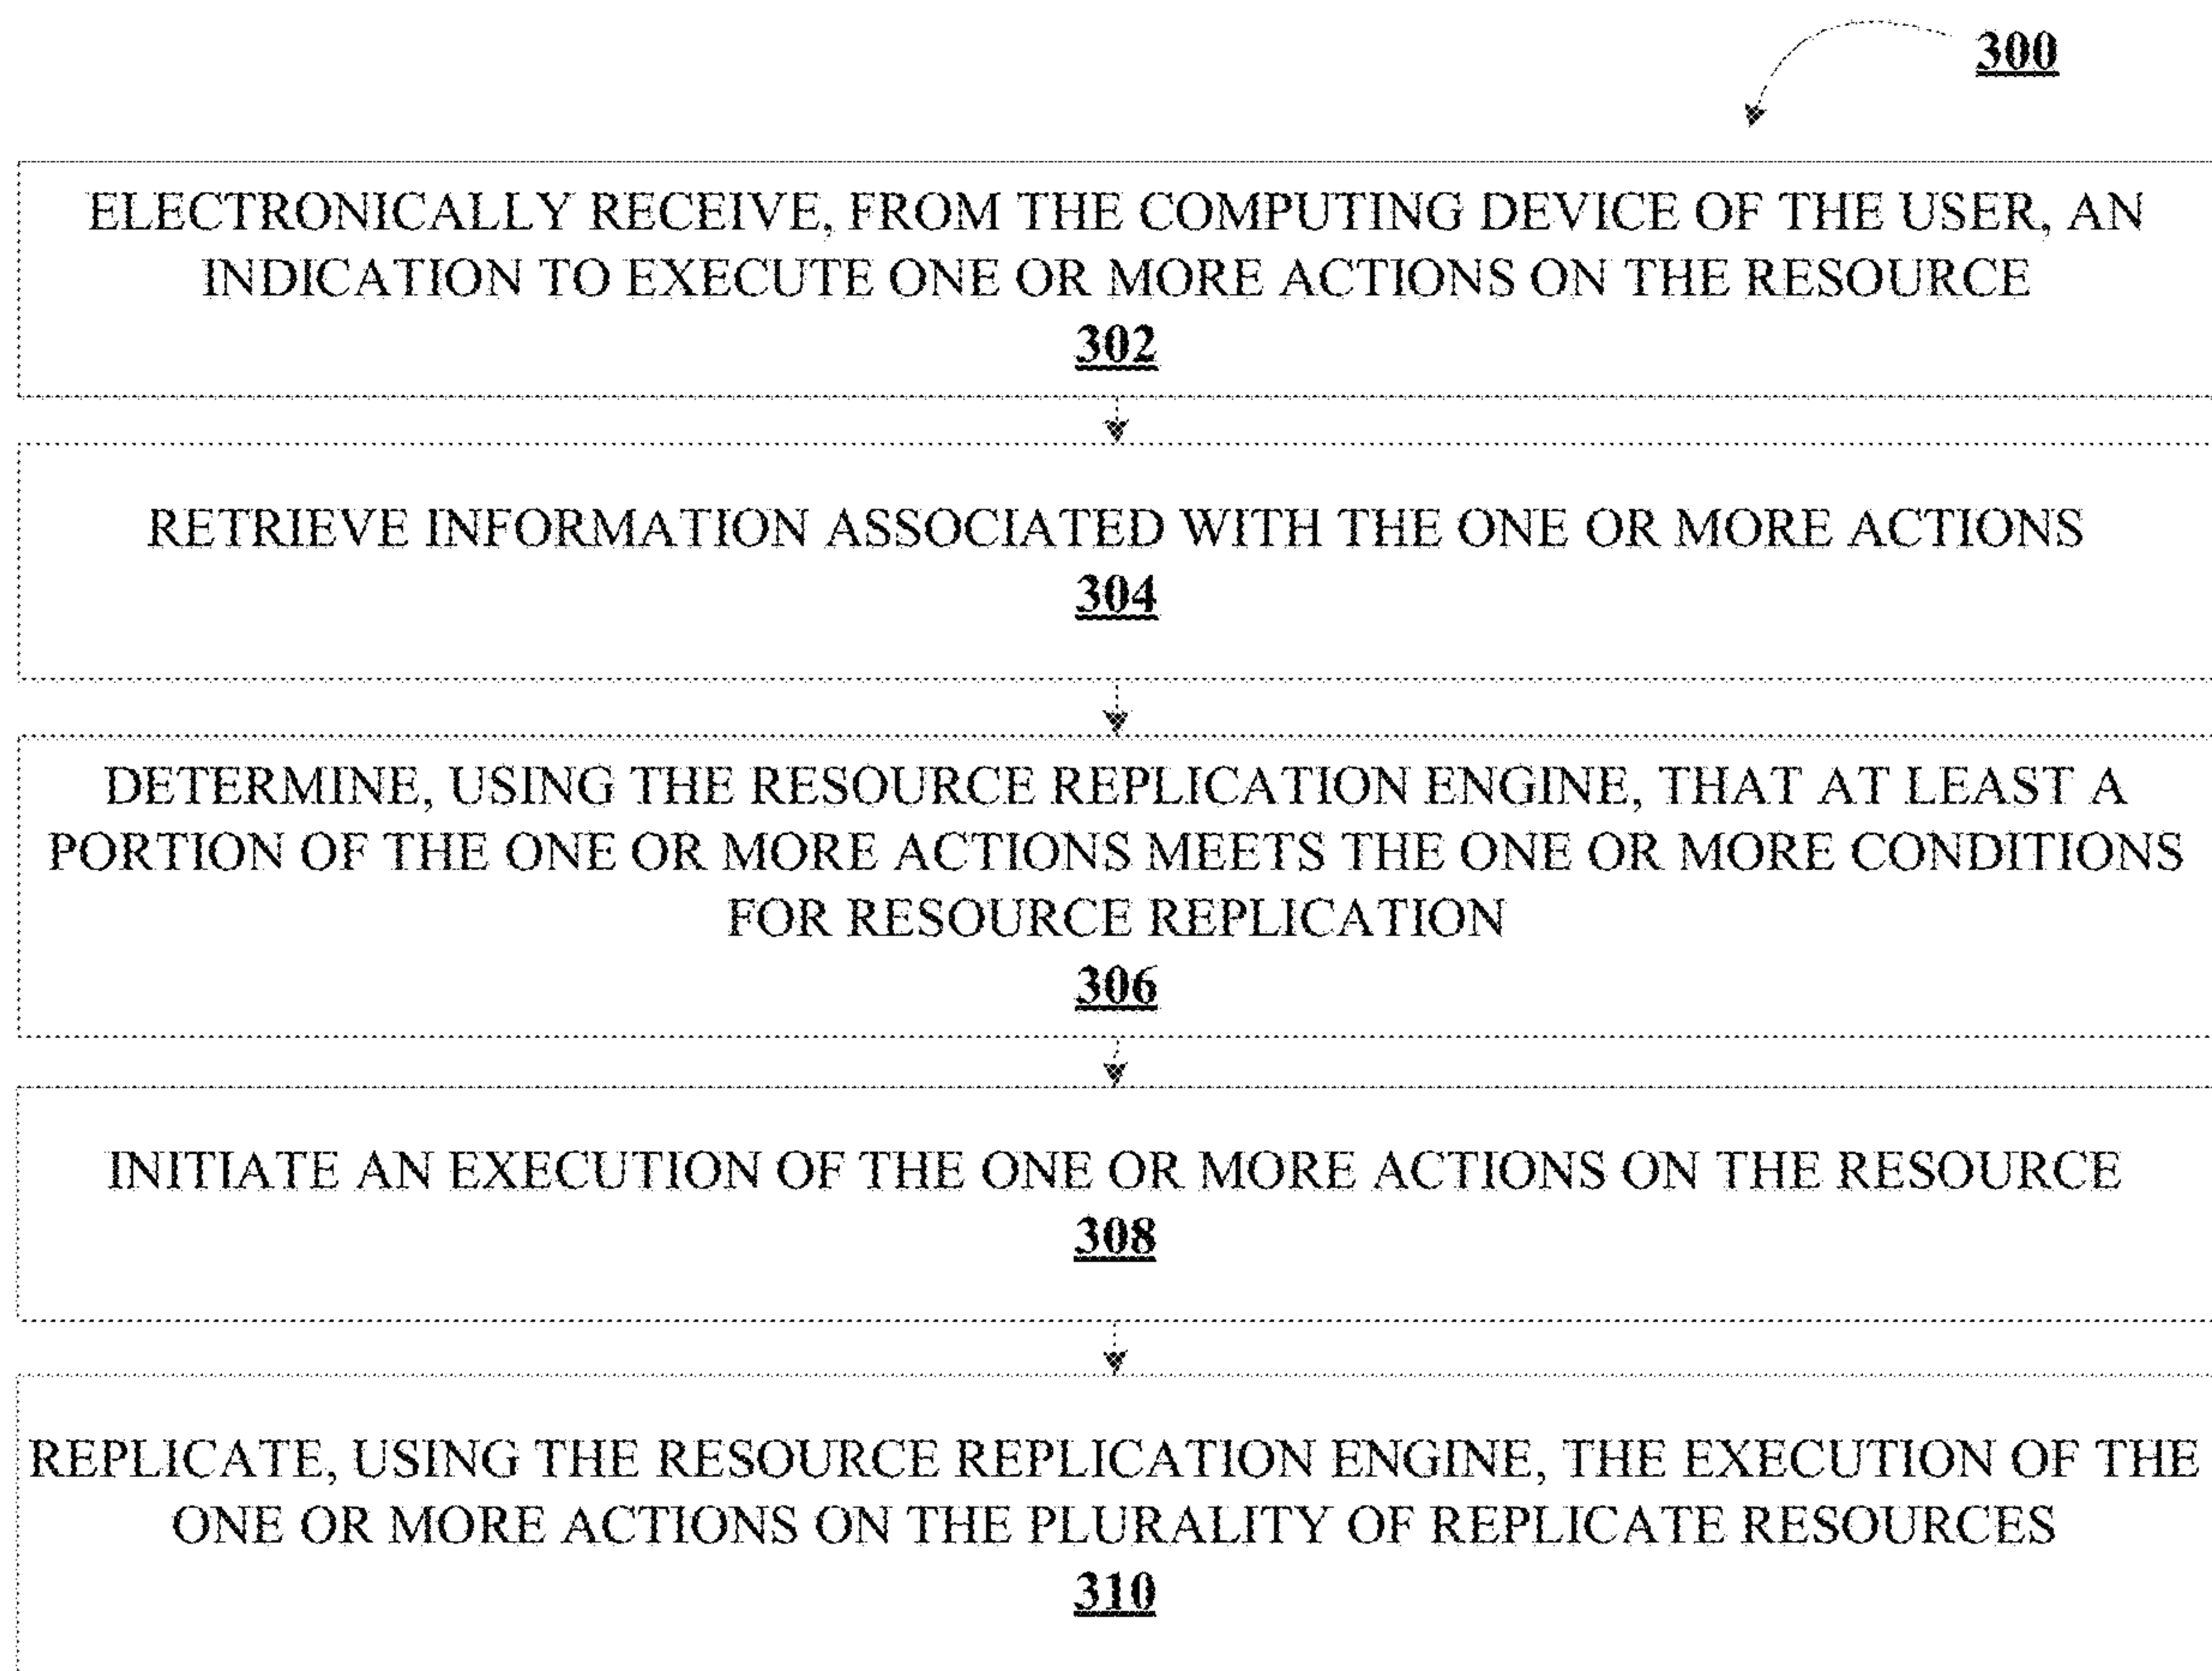 300
ELECTRONICALLY RECEIVE, FROM THE COMPUTING DEVICE OF THE USER, AN
INDICATION TO EXECUTE ONE OR MORE ACTIONS ON THE RESOURCE
302
RETRIEVE INFORMATION ASSOCIATED WITH THE ONE OR MORE ACTIONS
304
DETERMINE, USING THE RESOURCE REPLICATION ENGINE, THAT AT LEAST A
PORTION OF THE ONE OR MORE ACTIONS MEETS THE ONE OR MORE CONDITIONS
FOR RESOURCE REPLICATION
306
INITIATE AN EXECUTION OF THE ONE OR MORE ACTIONS ON THE RESOURCE
308
REPLICATE, USING THE RESOURCE REPLICATION ENGINE, THE EXECUTION OF THE
ONE OR MORE ACTIONS ON THE PLURALITY OF REPLICATE RESOURCES
310